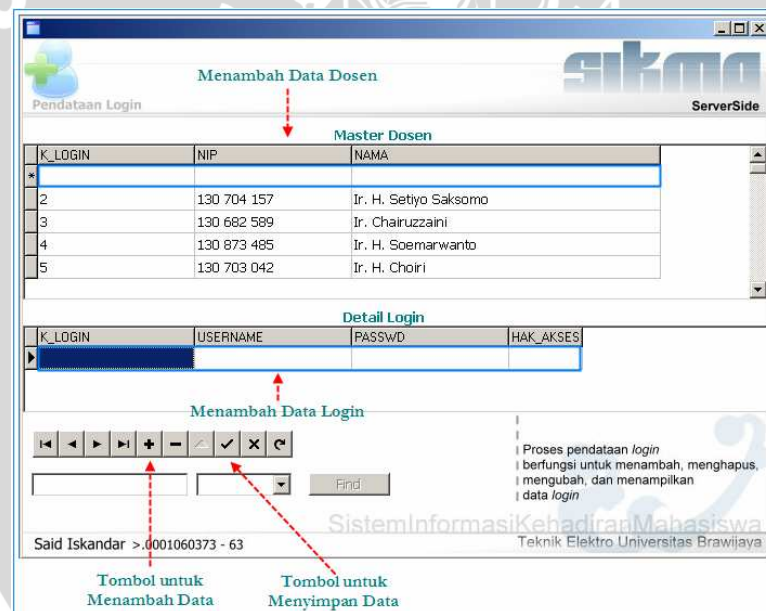 sikma
Menambah Data Dosen
Pendataan Login
ServerSide
Master Dosen
K_LOGIN NIP NAMA
*
2 130 704 157 Ir. H. Setiyo Saksomo
3 130 682 589 Ir. Chairuzzaini
4 130 873 485 Ir. H. Soemarwanto
5 130 703 042 Ir. H. Choiri
Detail Login
K_LOGIN USERNAME PASSWD HAK_AKSES
Menambah Data Login
Proses pendataan login
berfungsi untuk menambah, menghapus,
mengubah, dan menampilkan
data login
Find
SistemInformasiKehadiranMahasiswa
Said Iskandar >.0001060373 - 63
Teknik Elektro Universitas Brawijaya
Tombol untuk
Menambah Data
Tombol untuk
Menyimpan Data